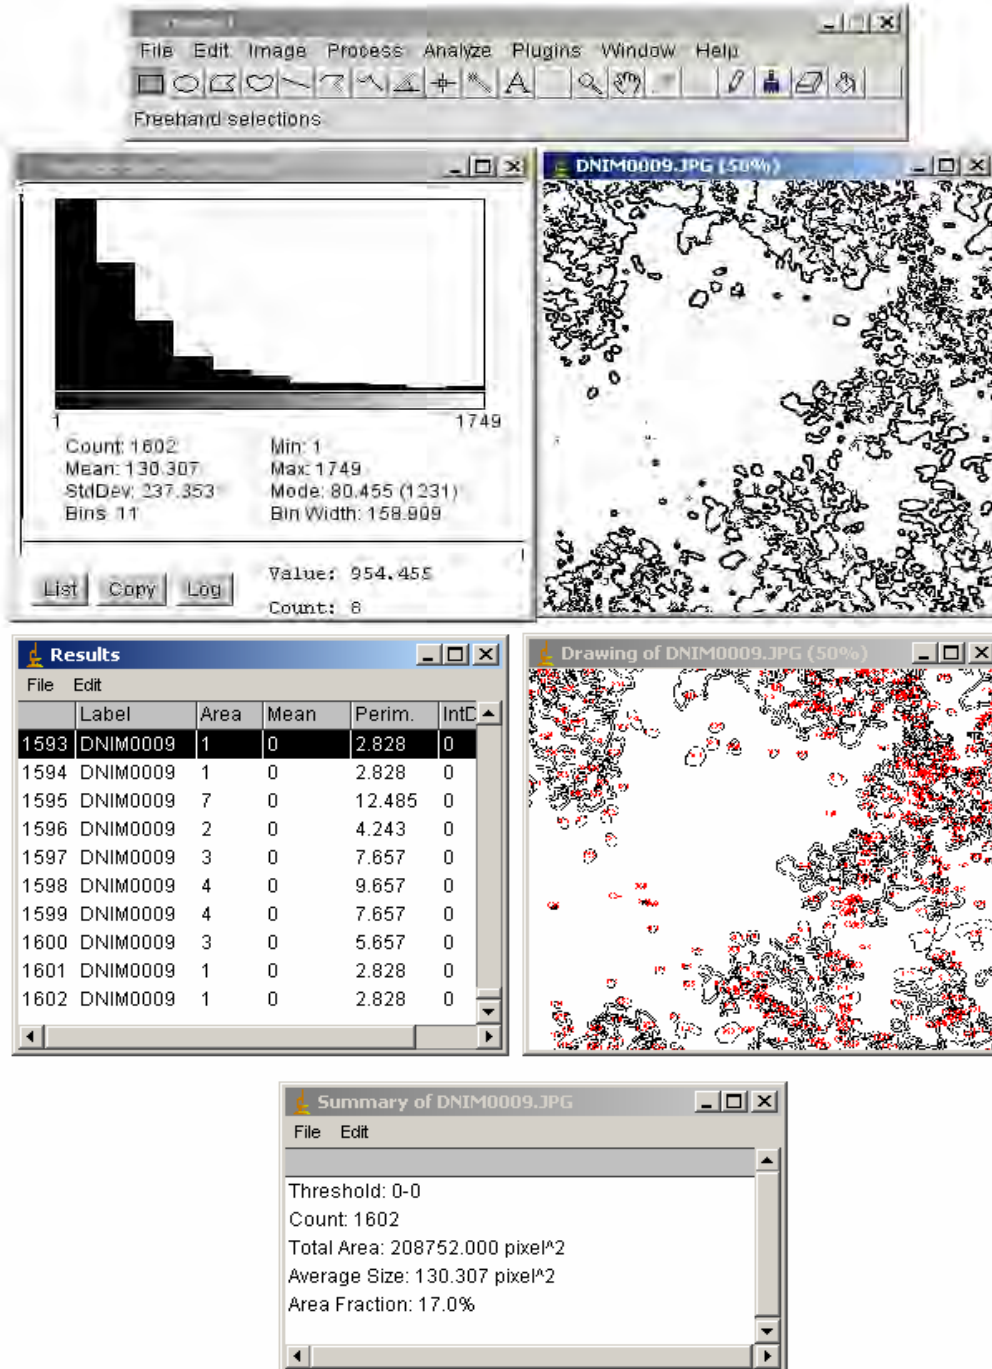 File Edit Image Process Analyze Plugins Window Help
Freehand selections
DNIM0009.JPG (50%)
1 1749
Count: 1602 Min: 1
Mean: 130.307 Max: 1749
StdDev: 237.353 Mode: 80.455 (1231)
Bins: 11 Bin Width: 158.909
List Copy Log Value: 954.455
Count: 8
Results
File Edit
Label Area Mean Perim. IntD
1593 DNIM0009 1 0 2.828 0
1594 DNIM0009 1 0 2.828 0
1595 DNIM0009 7 0 12.485 0
1596 DNIM0009 2 0 4.243 0
1597 DNIM0009 3 0 7.657 0
1598 DNIM0009 4 0 9.657 0
1599 DNIM0009 4 0 7.657 0
1600 DNIM0009 3 0 5.657 0
1601 DNIM0009 1 0 2.828 0
1602 DNIM0009 1 0 2.828 0
Drawing of DNIM0009.JPG (50%)
Summary of DNIM0009.JPG
File Edit
Threshold: 0-0
Count: 1602
Total Area: 208752.000 pixel^2
Average Size: 130.307 pixel^2
Area Fraction: 17.0%